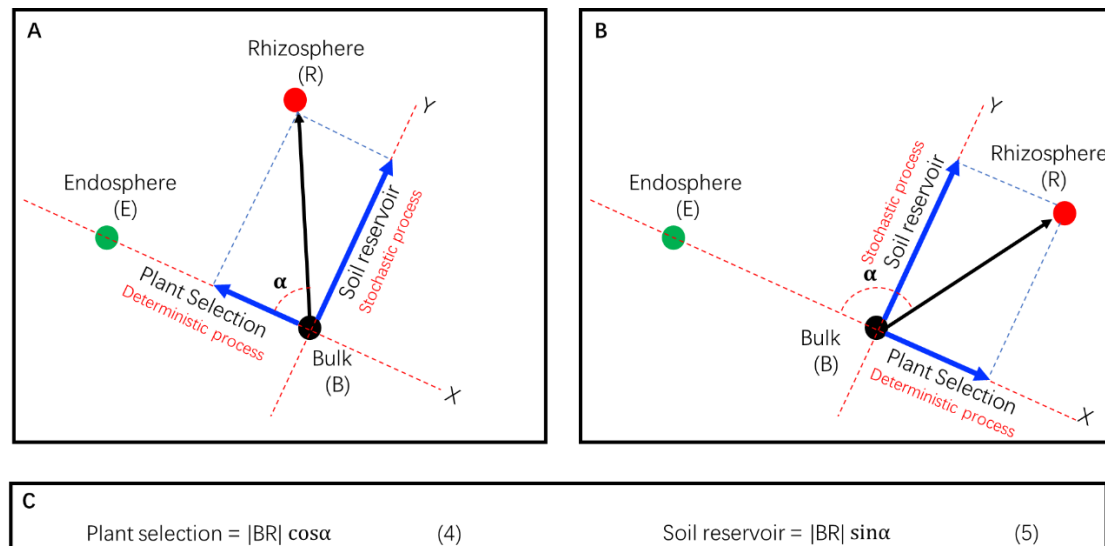 A
Rhizosphere
(R)
Y
Endosphere
(E)
Soil reservoir
Stochastic process
α
Plant Selection
Deterministic process
Bulk
(B)
X
B
Y
Stochastic process
Soil reservoir
Rhizosphere
(R)
Endosphere
(E)
α
Bulk
(B)
Plant Selection
Deterministic process
X
C
Plant selection = |BR| cosα (4) Soil reservoir = |BR| sinα (5)